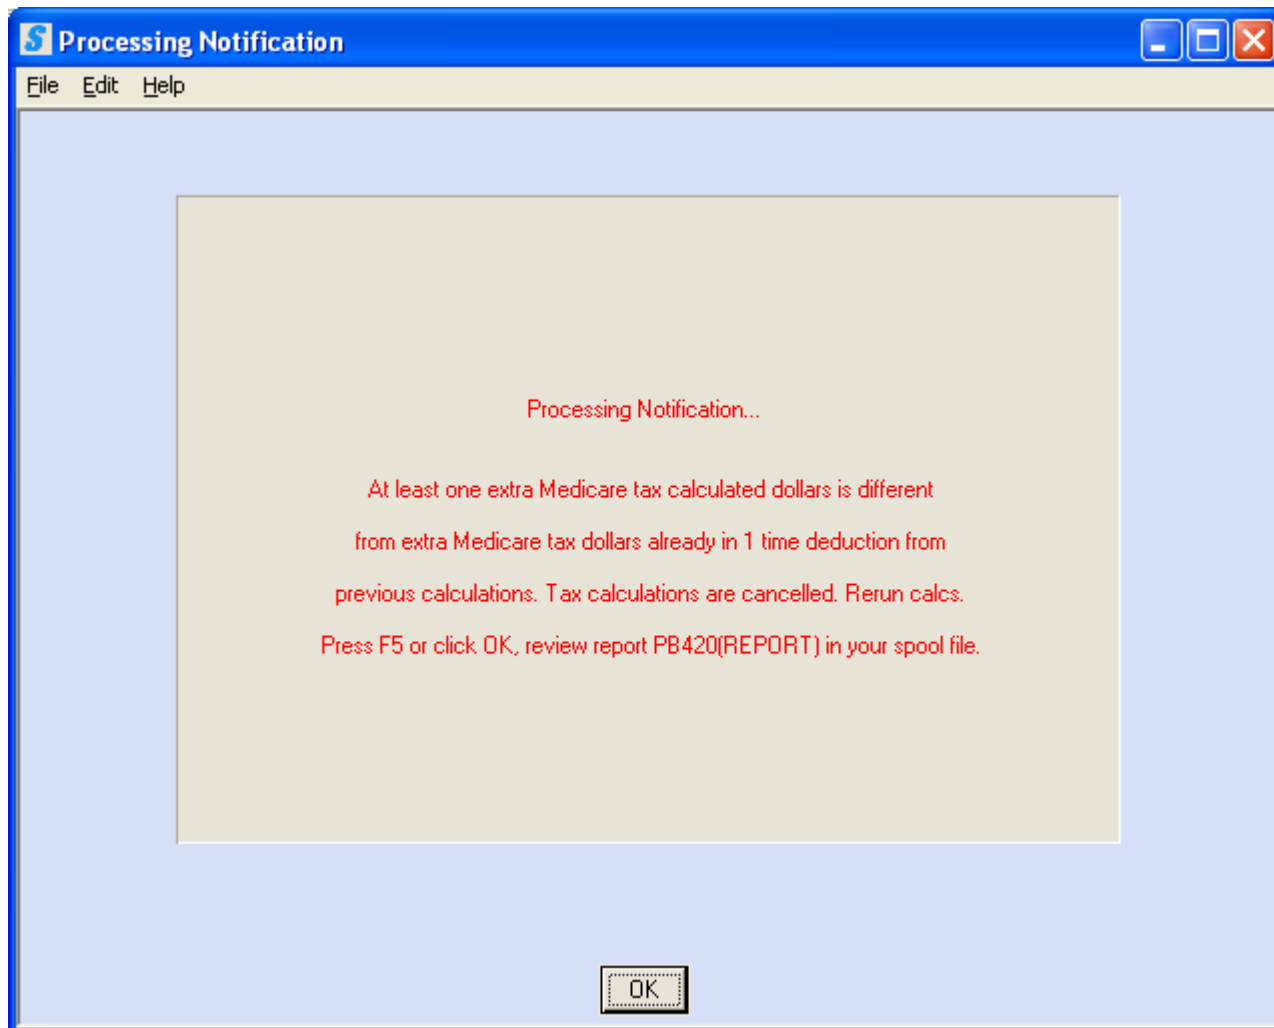 Processing Notification
File Edit Help
Processing Notification...
At least one extra Medicare tax calculated dollars is different
from extra Medicare tax dollars already in 1 time deduction from
previous calculations. Tax calculations are cancelled. Rerun calcs.
Press F5 or click OK, review report PB420(REPORT) in your spool file.
OK